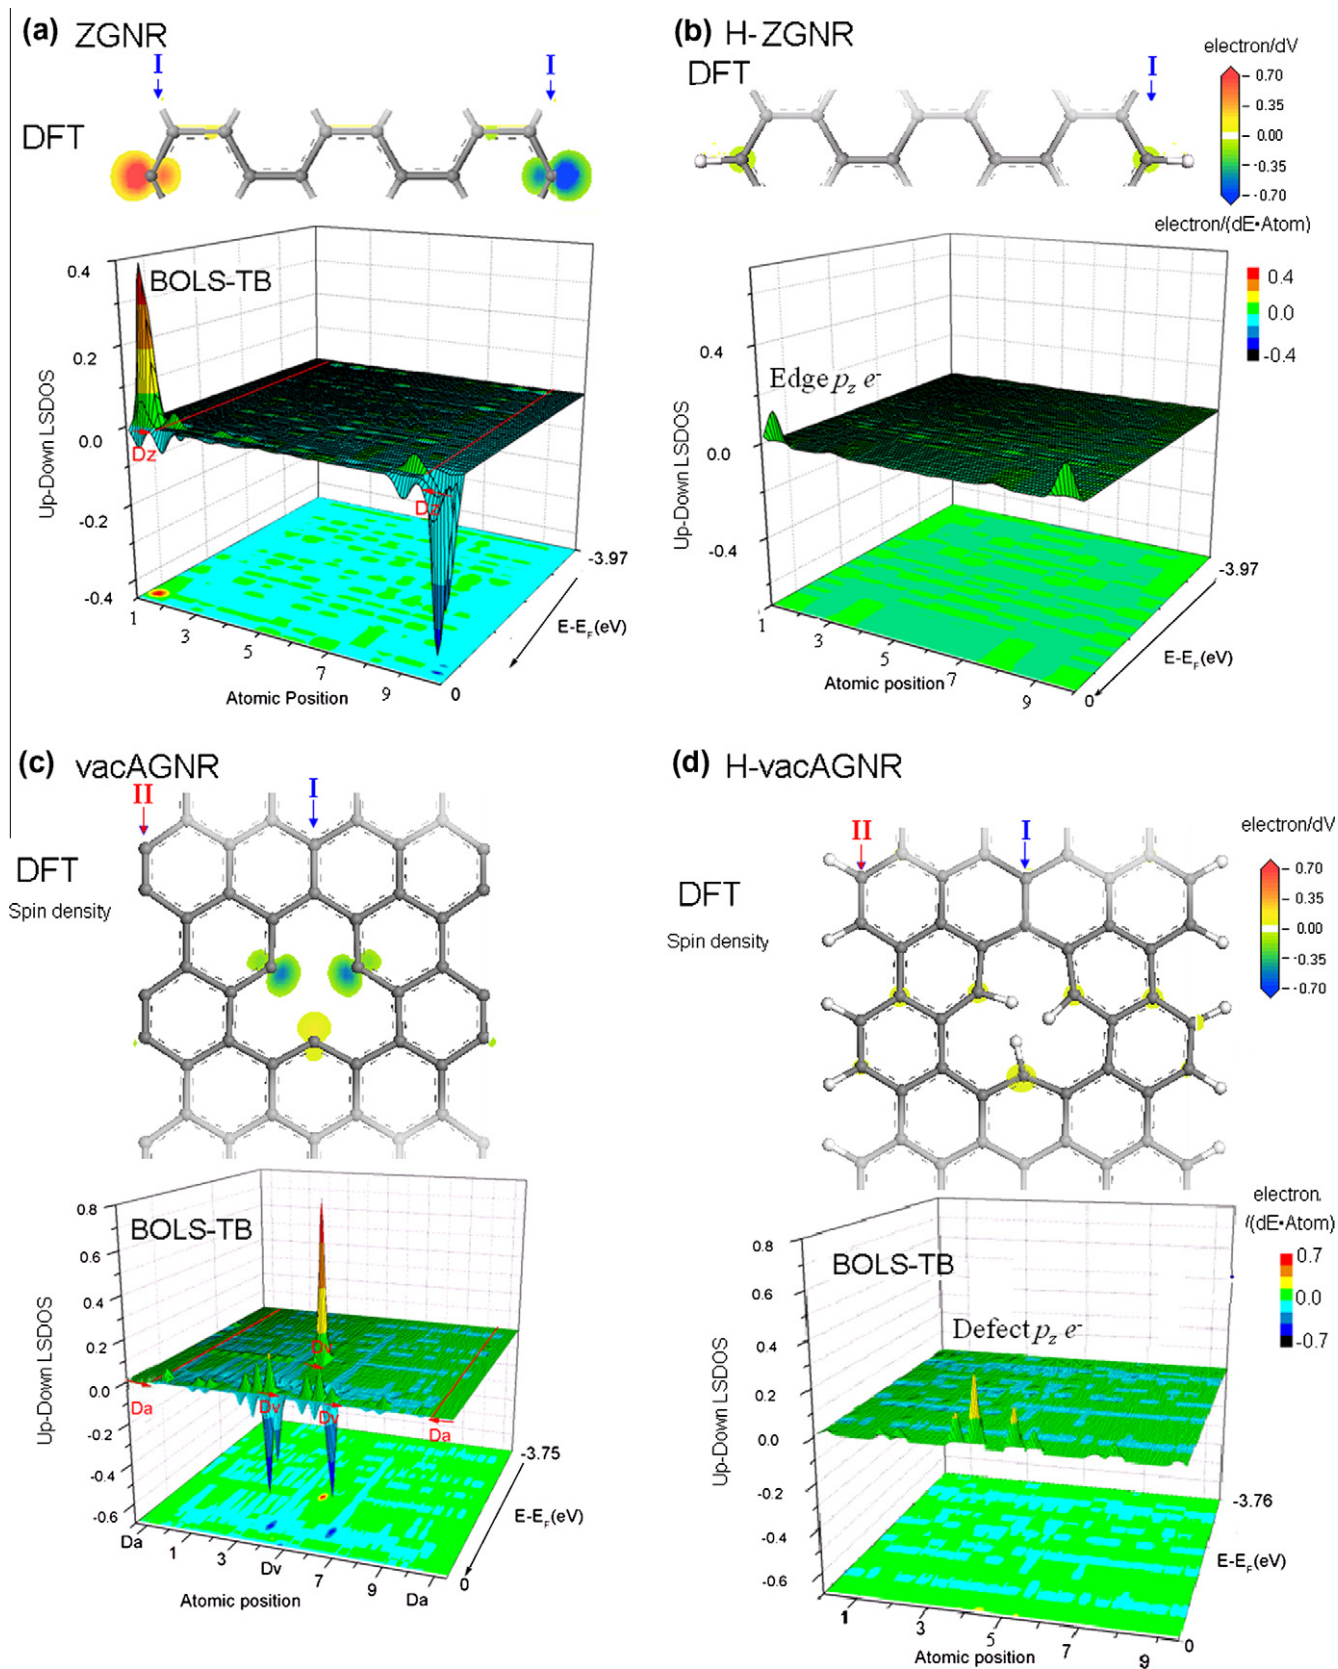 (a) ZGNR
I
I
DFT
BOLS-TB
Up-Down LSDOS
0.4
0.2
0.0
-0.2
-0.4
Dz
Dz
1
3
5
7
9
Atomic Position
-3.97
E-EF(eV)
0
(b) H-ZGNR
DFT
I
electron/dV
0.70
0.35
0.00
-0.35
-0.70
electron/(dE•Atom)
0.4
0.0
-0.4
Up-Down LSDOS
0.4
0.0
-0.4
Edge pz e-
1
3
5
7
9
Atomic position
-3.97
E-EF(eV)
0
(c) vacAGNR
II
I
DFT
Spin density
BOLS-TB
Up-Down LSDOS
0.8
0.6
0.4
0.2
0.0
-0.2
-0.4
-0.6
Da
Dv
Dv
Dv
Da
Da
1
3
Dv
7
9
Da
Atomic position
-3.75
E-EF(eV)
0
(d) H-vacAGNR
II
I
DFT
Spin density
electron/dV
0.70
0.35
0.00
-0.35
-0.70
electron.
/(dE•Atom)
0.7
0.0
-0.7
BOLS-TB
Defect pz e-
Up-Down LSDOS
0.8
0.6
0.4
0.2
0.0
-0.2
-0.4
-0.6
1
3
5
7
9
Atomic position
-3.76
E-EF(eV)
0